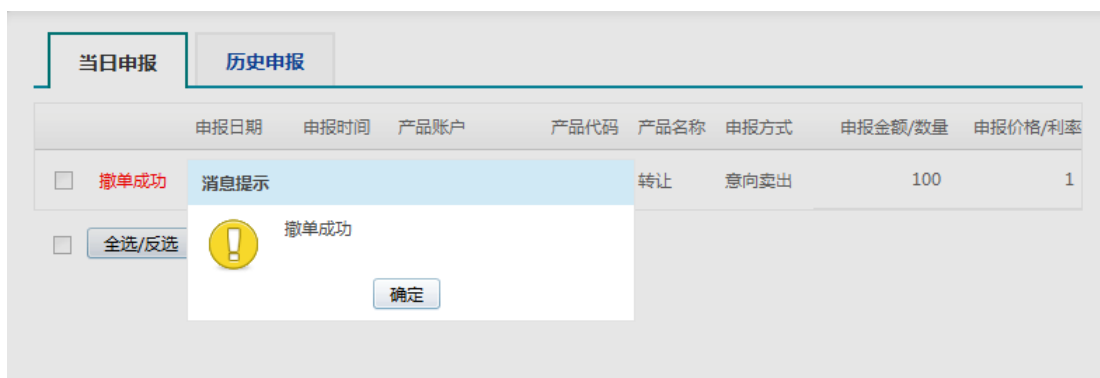 当日申报 历史申报
申报日期 申报时间 产品账户 产品代码 产品名称 申报方式 申报金额/数量 申报价格/利率
撤单成功 转让 意向卖出 100 1
消息提示
撤单成功
全选/反选
确定